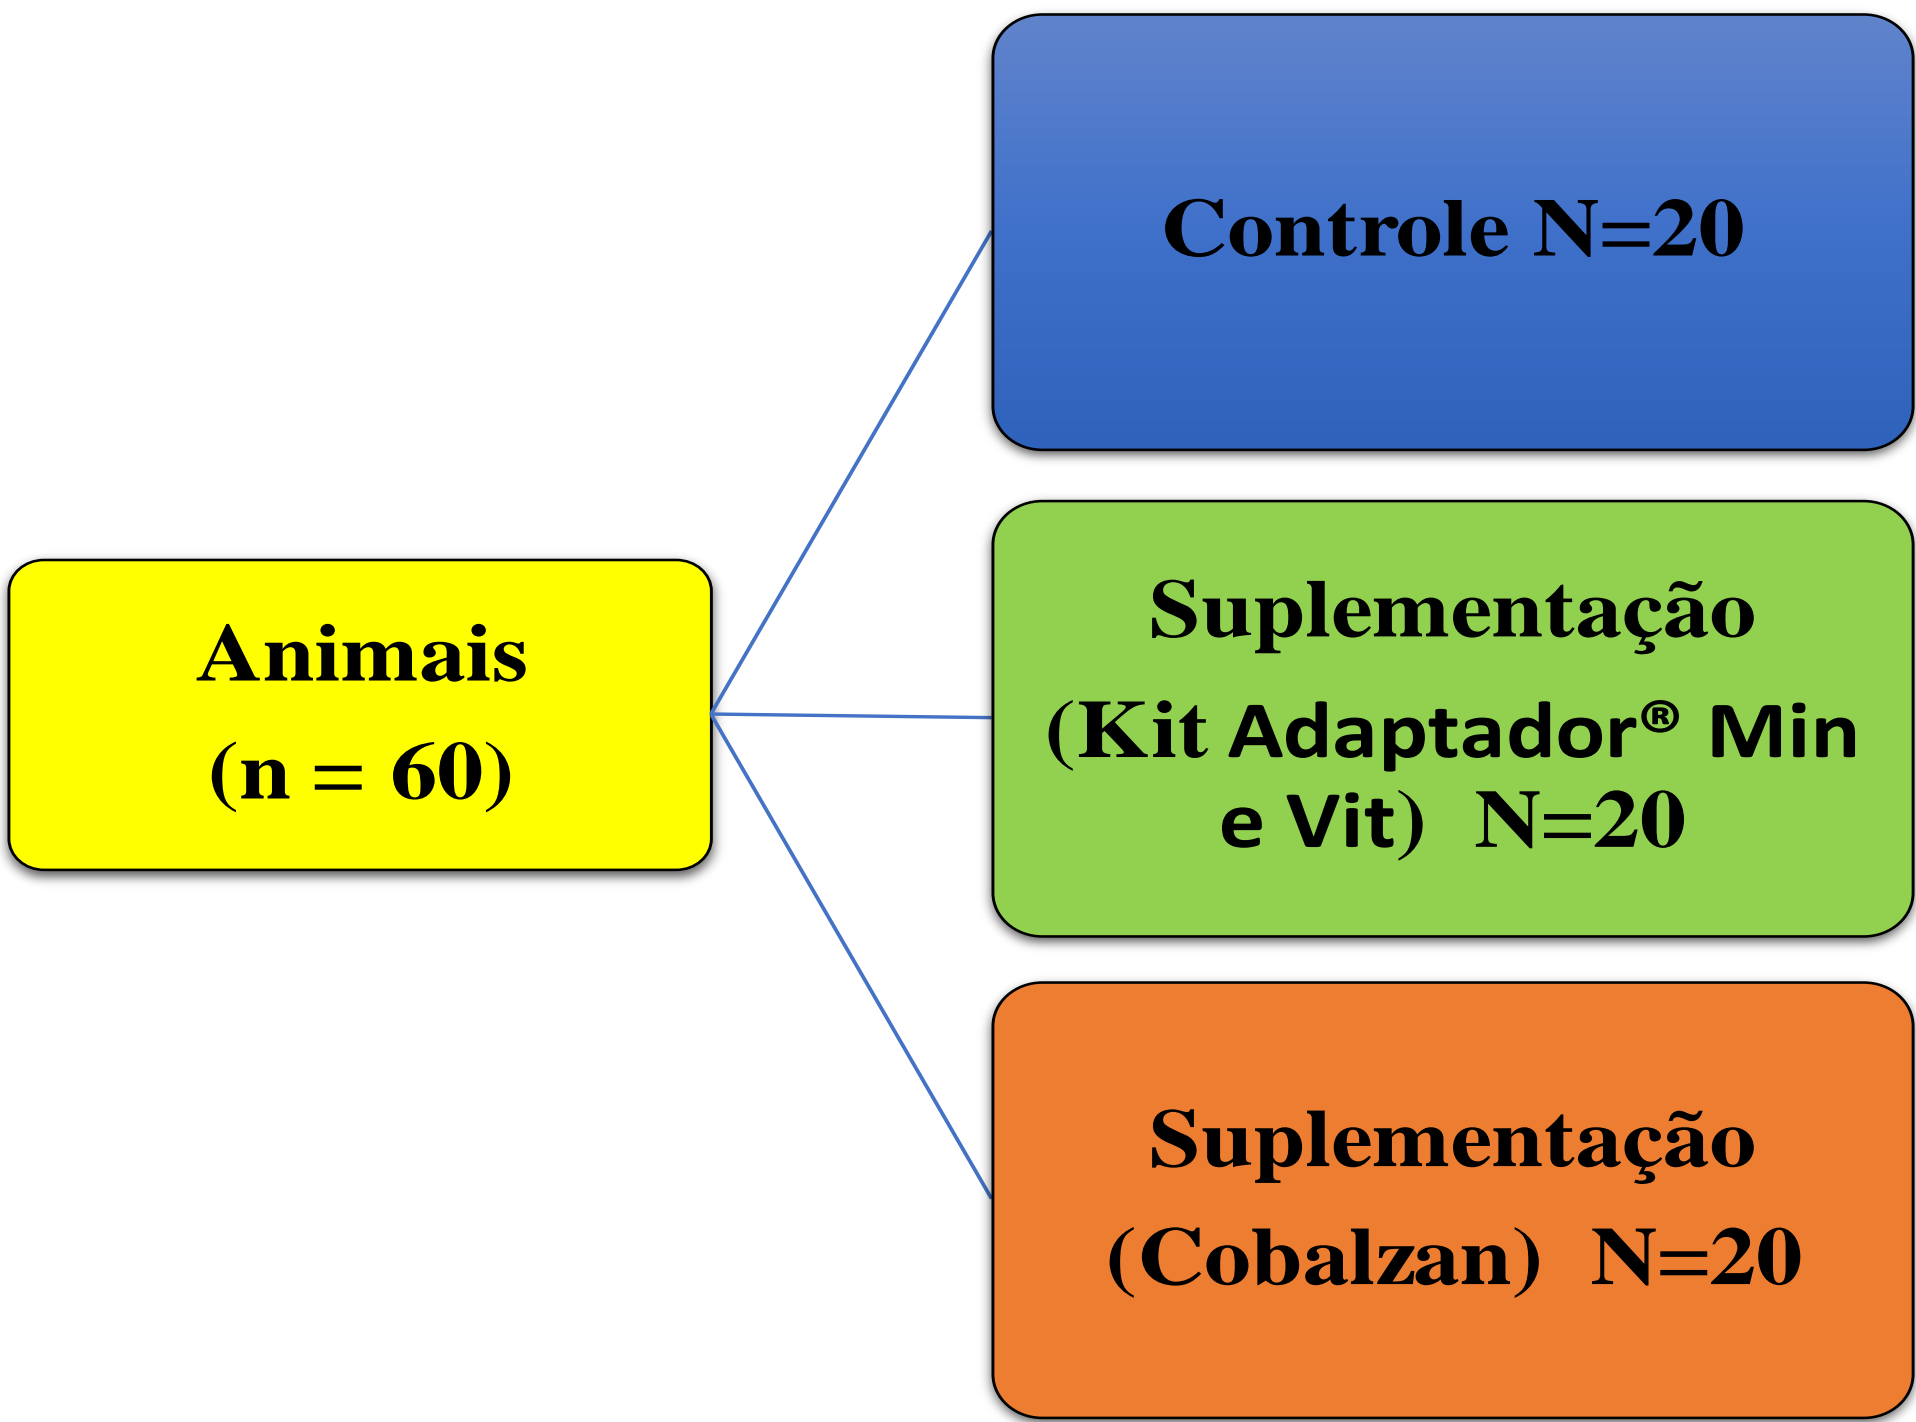 Controle N=20
Animais
(n = 60)
Suplementação
(Kit Adaptador® Min
e Vit) N=20
Suplementação
(Cobalzan) N=20